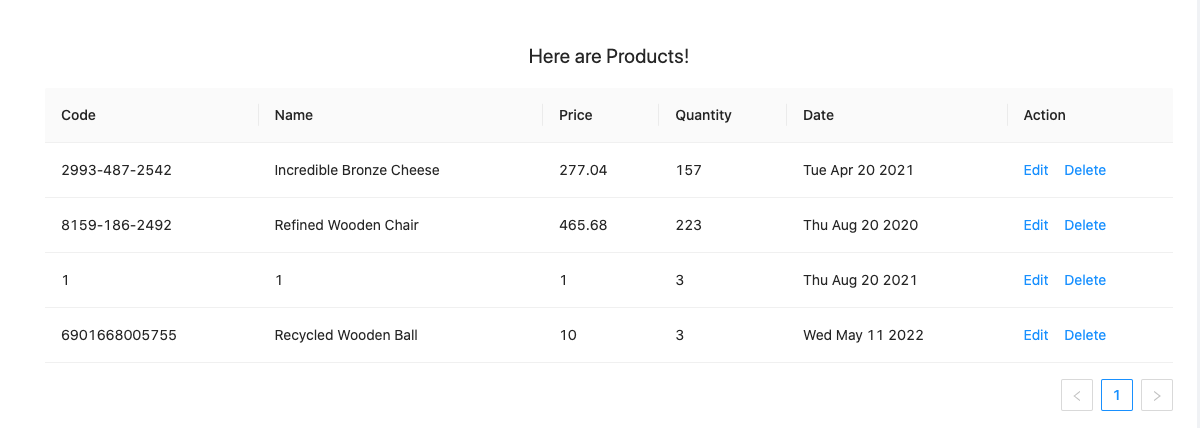 Here are Products!
Code Name Price Quantity Date Action
2993-487-2542 Incredible Bronze Cheese 277.04 157 Tue Apr 20 2021 Edit Delete
8159-186-2492 Refined Wooden Chair 465.68 223 Thu Aug 20 2020 Edit Delete
1 1 1 3 Thu Aug 20 2021 Edit Delete
6901668005755 Recycled Wooden Ball 10 3 Wed May 11 2022 Edit Delete
< 1 >